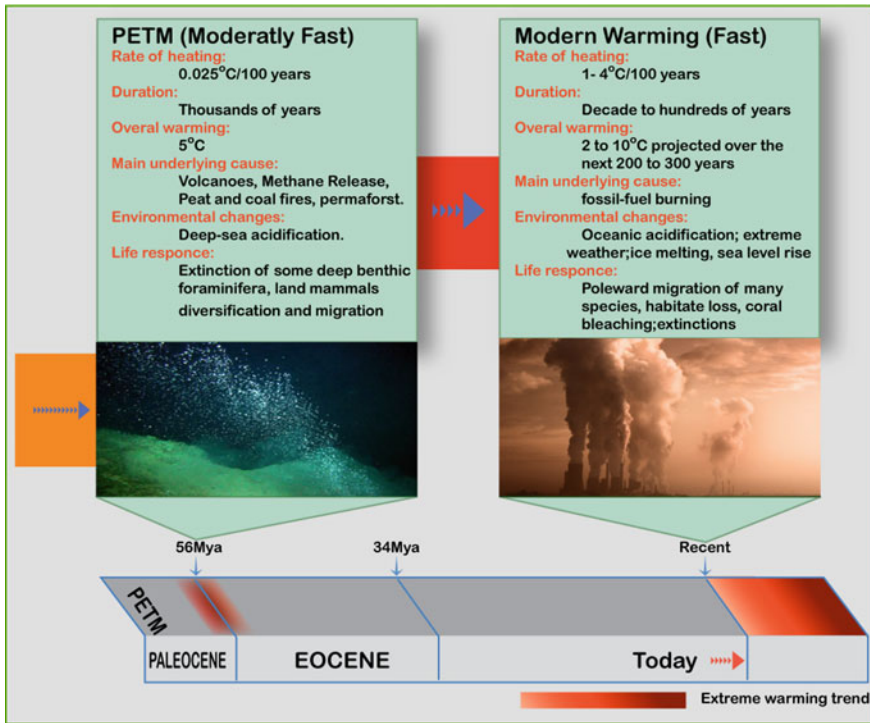 PETM (Moderatly Fast)
Rate of heating:
0.025°C/100 years
Duration:
Thousands of years
Overal warming:
5°C
Main underlying cause:
Volcanoes, Methane Release,
Peat and coal fires, permaforst.
Environmental changes:
Deep-sea acidification.
Life responce:
Extinction of some deep benthic
foraminifera, land mammals
diversification and migration
Modern Warming (Fast)
Rate of heating:
1- 4°C/100 years
Duration:
Decade to hundreds of years
Overal warming:
2 to 10°C projected over the
next 200 to 300 years
Main underlying cause:
fossil-fuel burning
Environmental changes:
Oceanic acidification; extreme
weather;ice melting, sea level rise
Life responce:
Poleward migration of many
species, habitate loss, coral
bleaching;extinctions
56Mya
34Mya
Recent
PETM
PALEOCENE
EOCENE
Today
Extreme warming trend